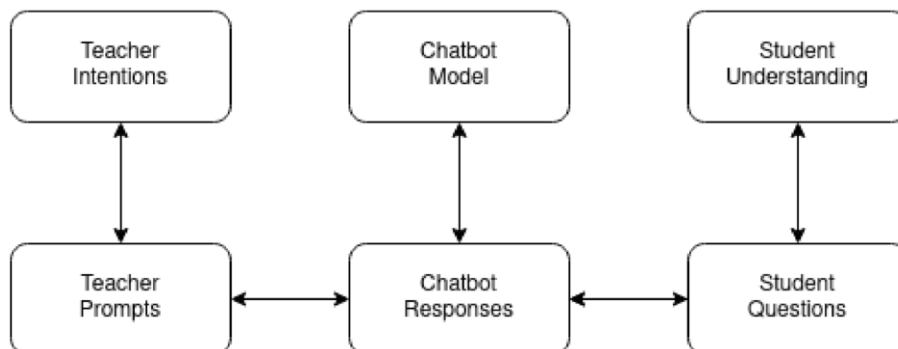 Teacher
Intentions
Chatbot
Model
Student
Understanding
Teacher
Prompts
Chatbot
Responses
Student
Questions